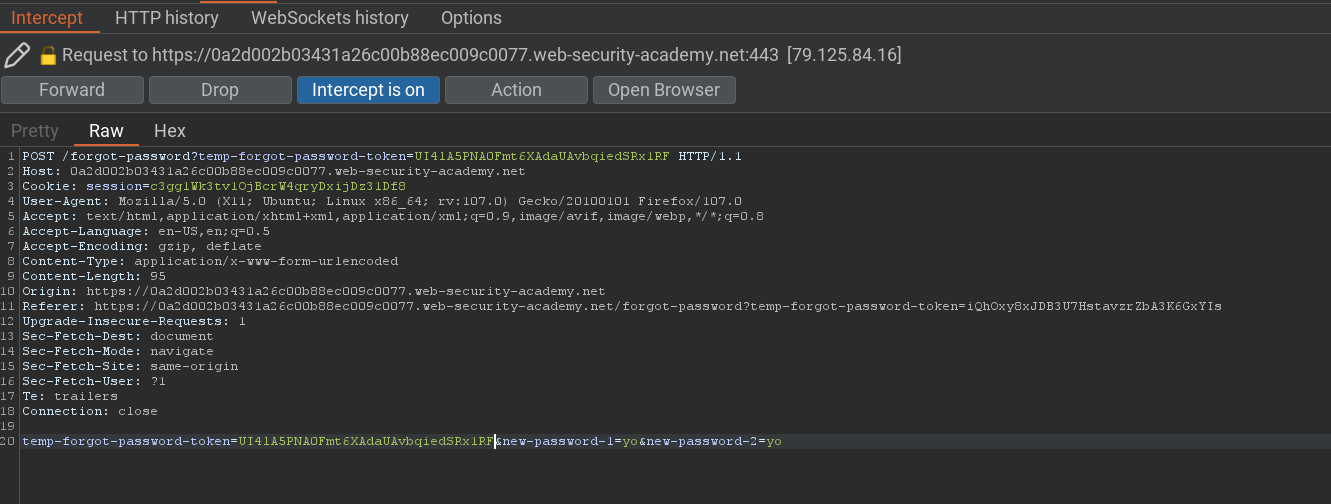 Intercept HTTP history WebSockets history Options
Request to https://0a2d002b03431a26c00b88ec009c0077.web-security-academy.net:443 [79.125.84.16]
Forward Drop Intercept is on Action Open Browser
Pretty Raw Hex
1 POST /forgot-password?temp-forgot-password-token=UI41A5PNA0Fmt6XAdaUAvbqiedSRx1RF HTTP/1.1
2 Host: 0a2d002b03431a26c00b88ec009c0077.web-security-academy.net
3 Cookie: session=c3gg1Wk3tv1OjBcrW4qryDxijDz31Df8
4 User-Agent: Mozilla/5.0 (X11; Ubuntu; Linux x86_64; rv:107.0) Gecko/20100101 Firefox/107.0
5 Accept: text/html,application/xhtml+xml,application/xml;q=0.9,image/avif,image/webp,*/*;q=0.8
6 Accept-Language: en-US,en;q=0.5
7 Accept-Encoding: gzip, deflate
8 Content-Type: application/x-www-form-urlencoded
9 Content-Length: 95
10 Origin: https://0a2d002b03431a26c00b88ec009c0077.web-security-academy.net
11 Referer: https://0a2d002b03431a26c00b88ec009c0077.web-security-academy.net/forgot-password?temp-forgot-password-token=iQhOxy8xJDB3U7HstavzrZbA3K6GxYIs
12 Upgrade-Insecure-Requests: 1
13 Sec-Fetch-Dest: document
14 Sec-Fetch-Mode: navigate
15 Sec-Fetch-Site: same-origin
16 Sec-Fetch-User: ?1
17 Te: trailers
18 Connection: close
19
20 temp-forgot-password-token=UI41A5PNA0Fmt6XAdaUAvbqiedSRx1RF&new-password-1=yo&new-password-2=yo